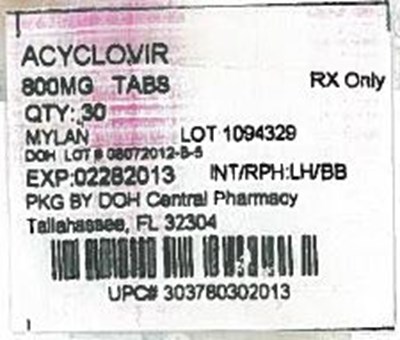 ACYCLOVIR
800MG TABS RX Only
QTY: 30
MYLAN LOT 1094329
DOH LOT # 08072012-B-5
EXP:02282013 INT/RPH:LH/BB
PKG BY DOH Central Pharmacy
Tallahassee, FL 32304
UPC# 303780302013